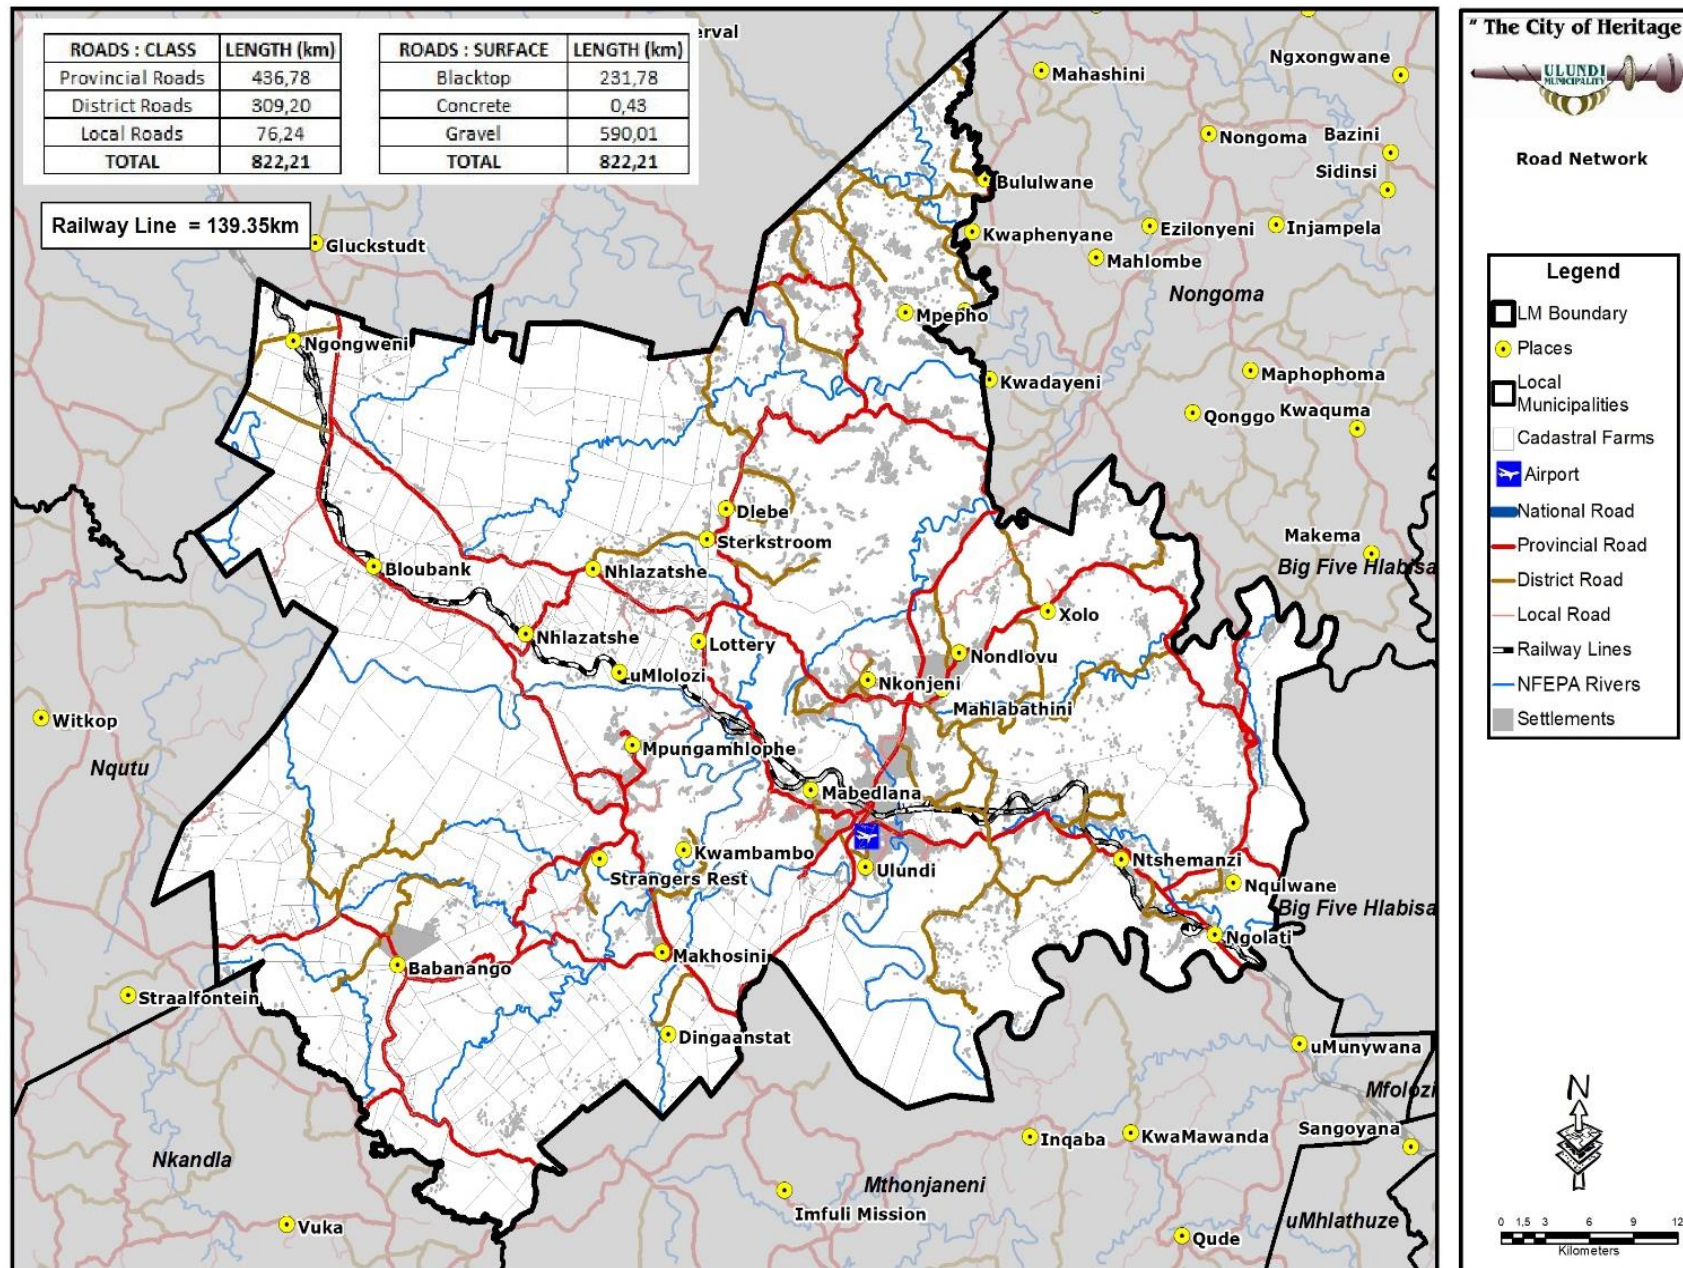 ROADS : CLASS LENGTH (km)
Provincial Roads 436,78
District Roads 309,20
Local Roads 76,24
TOTAL 822,21
ROADS : SURFACE LENGTH (km)
Blacktop 231,78
Concrete 0,43
Gravel 590,01
TOTAL 822,21
Railway Line = 139.35km
erval
Mahashini
Ngxongwane
Nongoma
Bazini
Sidinsi
Bululwane
Kwaphenyane
Ezilonyeni
Injampela
Gluckstudt
Mahlombe
Nongoma
Mpepho
Ngongweni
Kwadayeni
Maphophoma
Qonggo
Kwaquma
Dlebe
Sterkstroom
Makema
Big Five Hlabisa
Bloubank
Nhlazatshe
Xolo
Nhlazatshe
Lottery
Nondlovu
uMlolozi
Nkonjeni
Mahlabathini
Witkop
Mpungamhlophe
Nqutu
Mabedlana
Kwambambo
Strangers Rest
Ulundi
Ntshemanzi
Nqulwane
Big Five Hlabisa
Ngolati
Babanango
Makhosini
Straalfontein
Dingaanstat
uMunywana
Mfolozi
Inqaba
KwaMawanda
Sangoyana
Nkandla
Mthonjaneni
Imfuli Mission
uMhlathuze
Vuka
Qude
" The City of Heritage
ULUNDI
MUNICIPALITY
Road Network
Legend
LM Boundary
Places
Local
Municipalities
Cadastral Farms
Airport
National Road
Provincial Road
District Road
Local Road
Railway Lines
NFEPA Rivers
Settlements
N
0 1,5 3 6 9 12
Kilometers